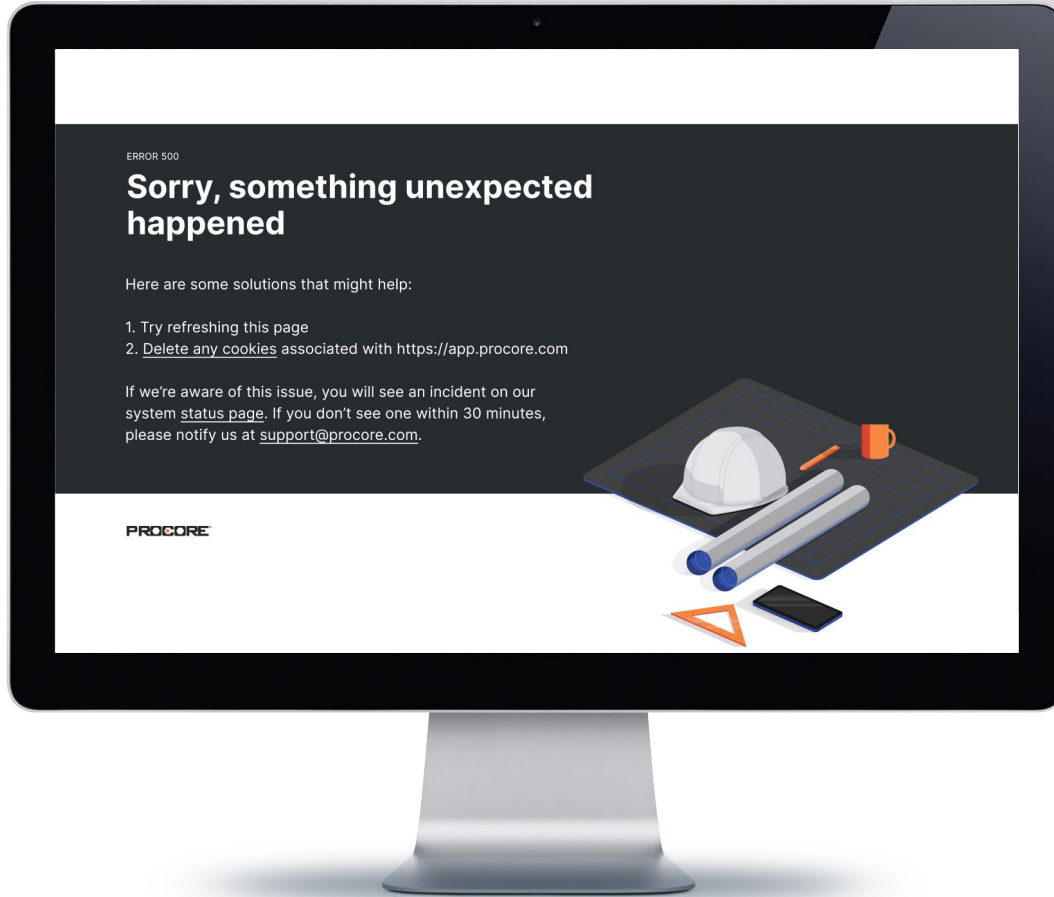 ERROR 500
Sorry, something unexpected
happened
Here are some solutions that might help:
1. Try refreshing this page
2. Delete any cookies associated with https://app.procore.com
If we’re aware of this issue, you will see an incident on our
system status page. If you don’t see one within 30 minutes,
please notify us at support@procore.com.
PROCORE